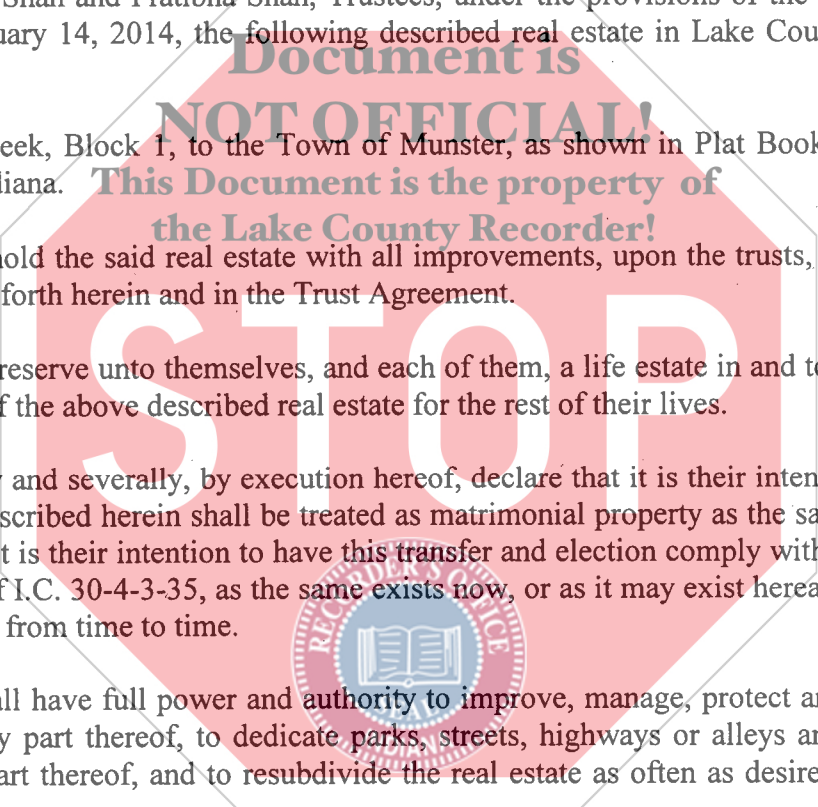 Shah and Pratibha Shah, Trustees, under the provisions of the
uary 14, 2014, the following described real estate in Lake Cou
Document is
NOT OFFICIAL!
eek, Block 1, to the Town of Munster, as shown in Plat Book
diana.
This Document is the property of
the Lake County Recorder!
hold the said real estate with all improvements, upon the trusts,
forth herein and in the Trust Agreement.
STOP
reserve unto themselves, and each of them, a life estate in and to
f the above described real estate for the rest of their lives.
y and severally, by execution hereof, declare that it is their inten
scribed herein shall be treated as matrimonial property as the sa
t is their intention to have this transfer and election comply with
f I.C. 30-4-3-35, as the same exists now, or as it may exist herea
from time to time.
RECORDER'S OFFICE
all have full power and authority to improve, manage, protect an
y part thereof, to dedicate parks, streets, highways or alleys an
art thereof, and to resubdivide the real estate as often as desire